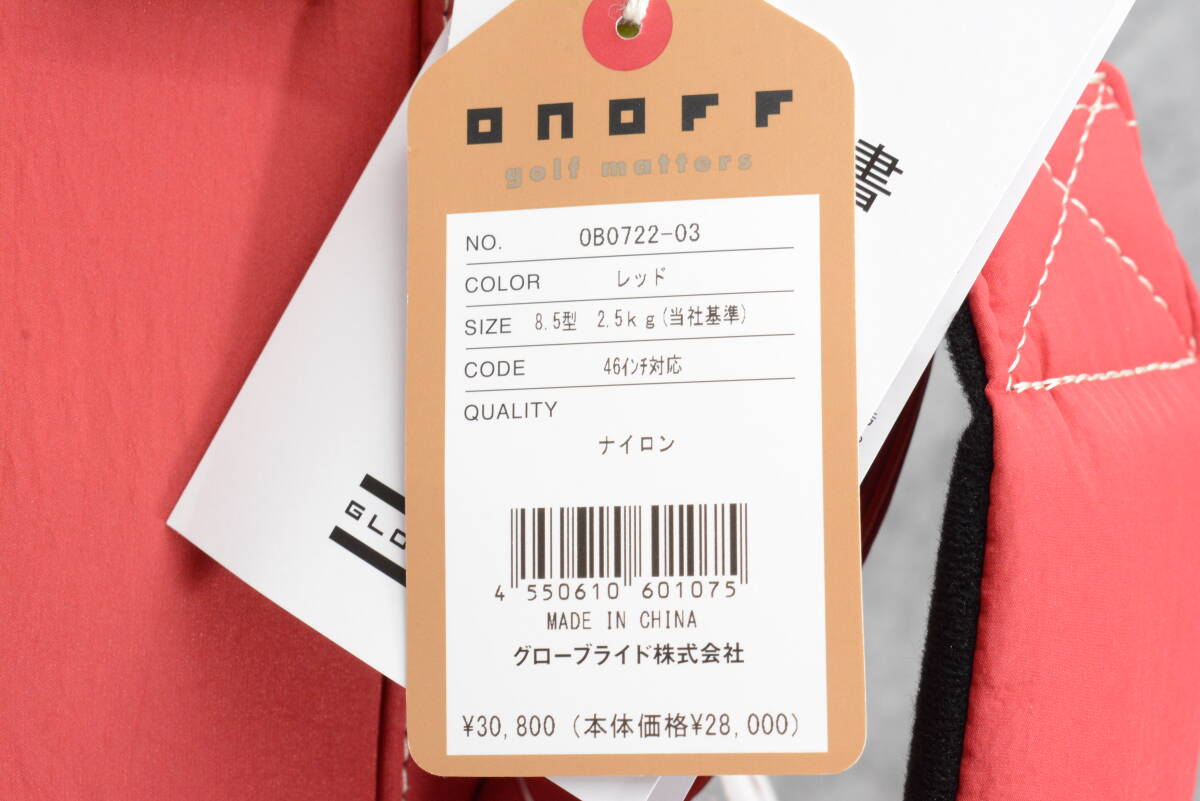 onoff
golf matters
NO. OB0722-03
COLOR レッド
SIZE 8.5型 2.5kg(当社基準)
CODE 46インチ対応
QUALITY
ナイロン
4 550610 601075
MADE IN CHINA
グローブライド株式会社
¥30,800 (本体価格¥28,000)
書
GLO